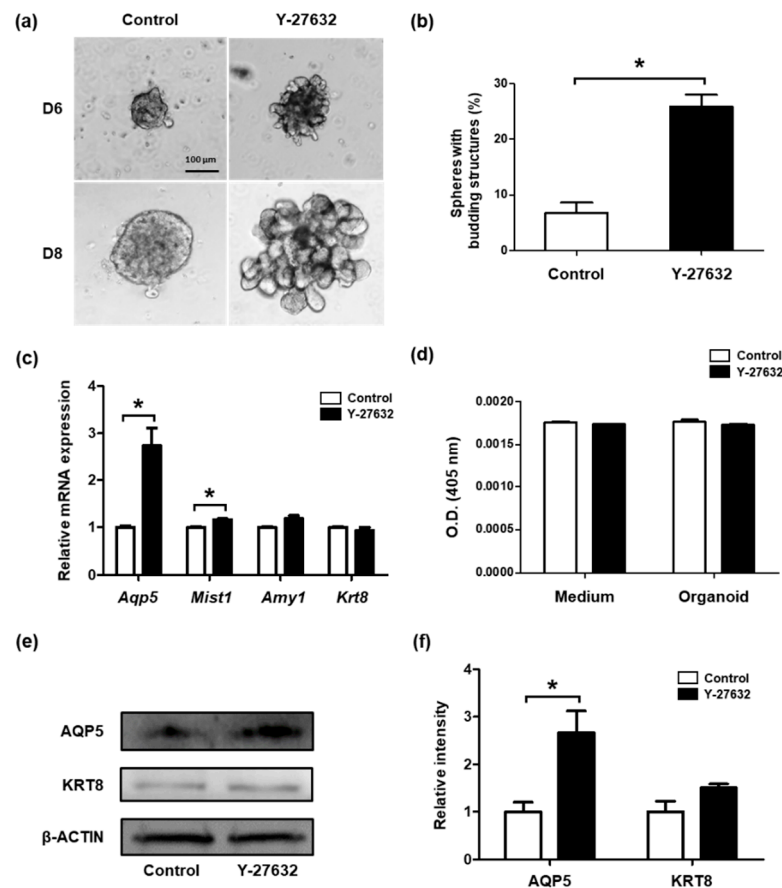 (a)
Control
Y-27632
D6
100 µm
D8
(b)
Spheres with
budding structures (%)
30
20
10
0
*
Control
Y-27632
(c)
Relative mRNA expression
4
3
2
1
0
*
*
Control
Y-27632
Aqp5
Mist1
Amy1
Krt8
(d)
Control
Y-27632
O.D. (405 nm)
0.0020
0.0015
0.0010
0.0005
0.0000
Medium
Organoid
(e)
AQP5
KRT8
β-ACTIN
Control
Y-27632
(f)
Relative intensity
4
3
2
1
0
*
Control
Y-27632
AQP5
KRT8